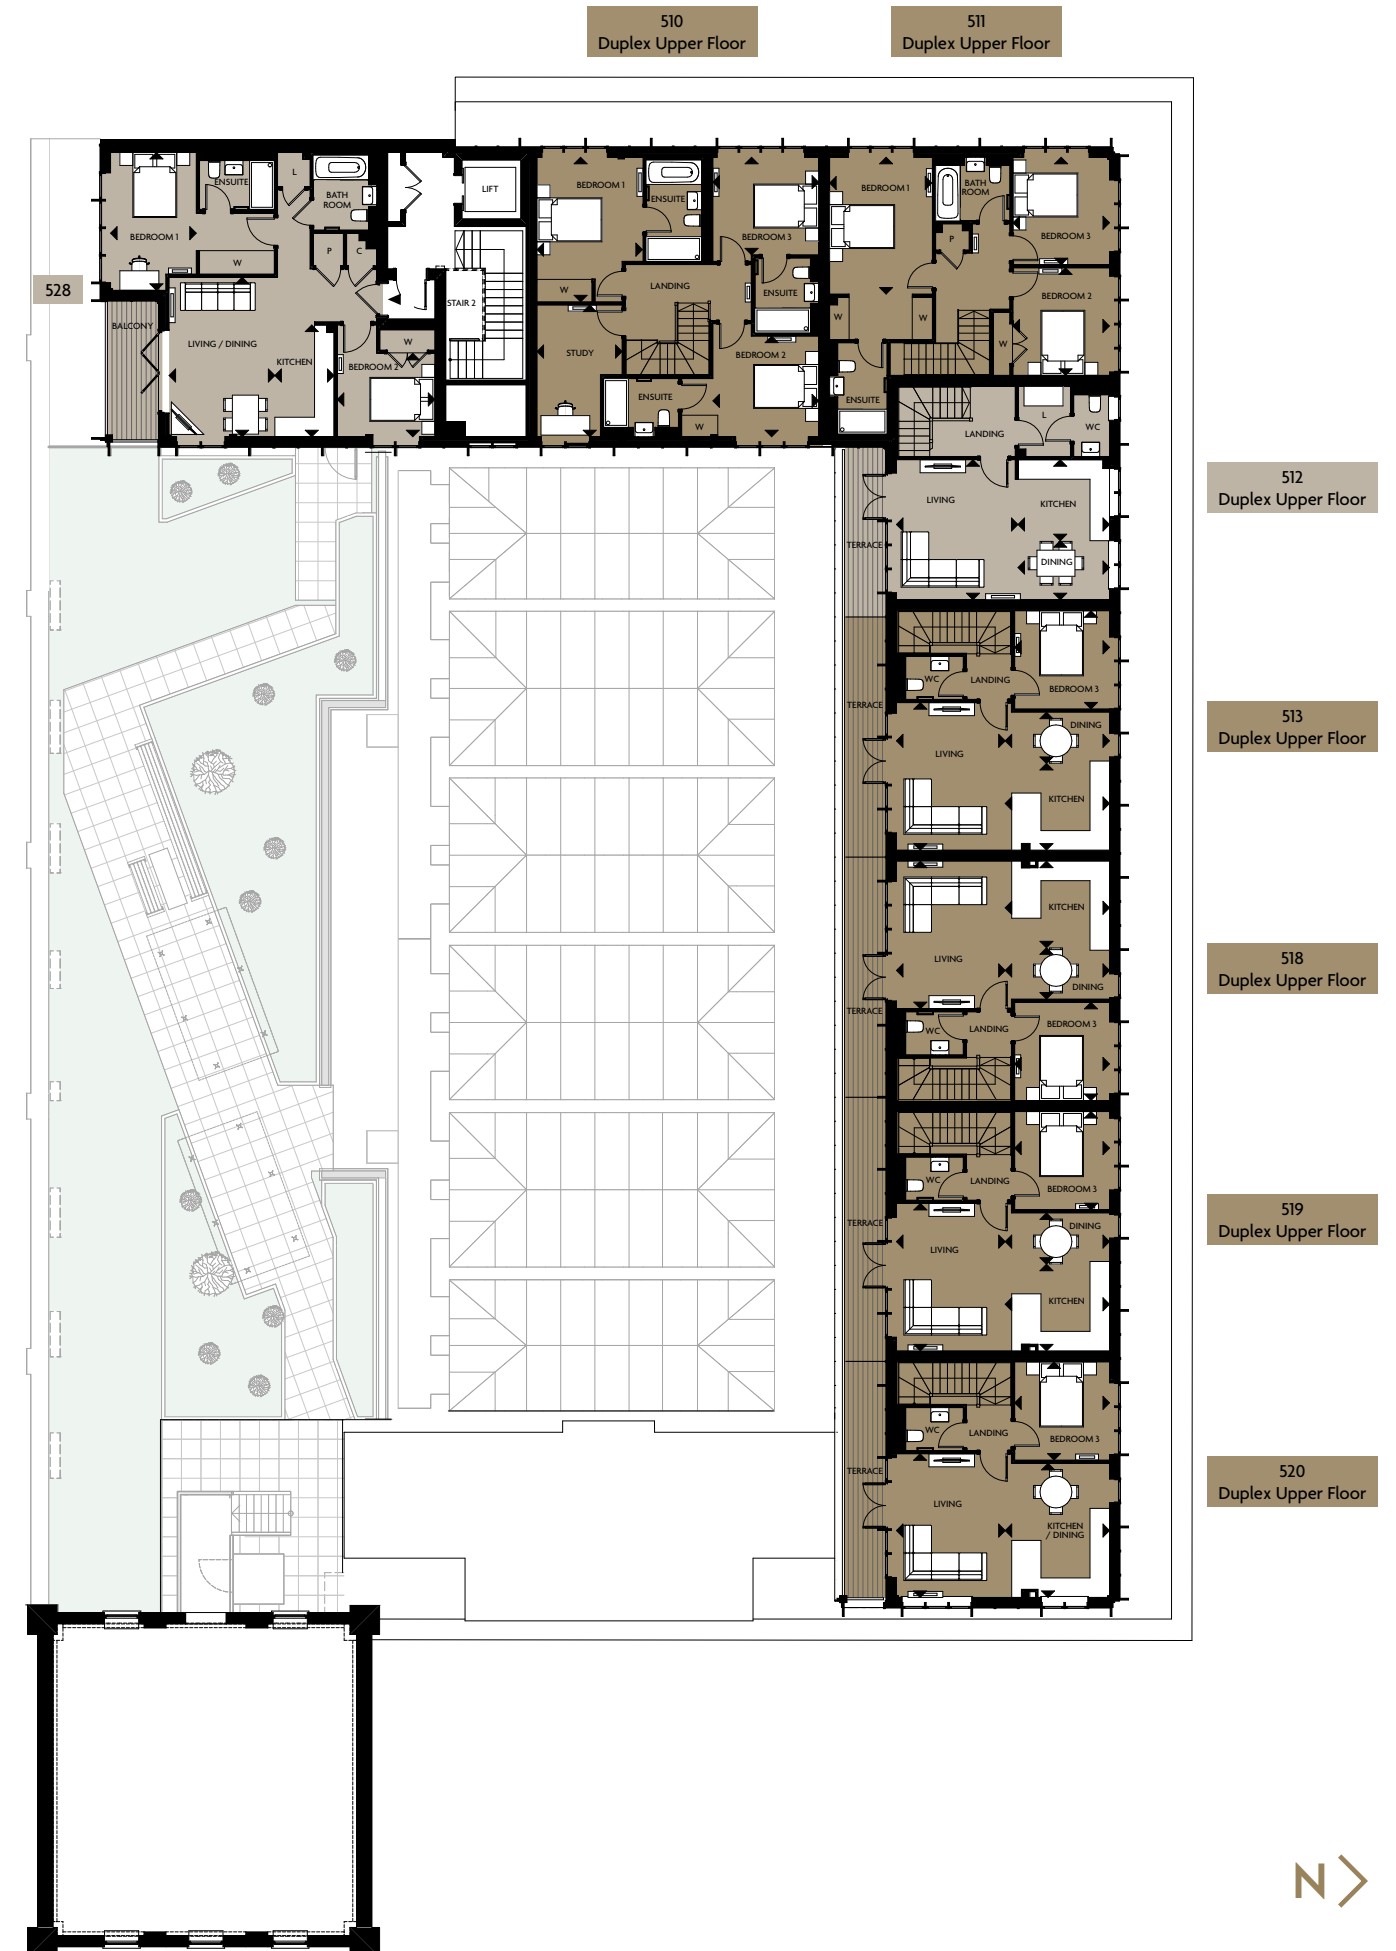 510
Duplex Upper Floor
511
Duplex Upper Floor
528
BEDROOM 1
ENSUITE
L
BATH
ROOM
W
P
C
BALCONY
LIVING / DINING
KITCHEN
W
BEDROOM 2
LIFT
STAIR 2
BEDROOM 1
ENSUITE
BEDROOM 3
W
LANDING
ENSUITE
STUDY
BEDROOM 2
ENSUITE
W
BEDROOM 1
BATH
ROOM
BEDROOM 3
P
BEDROOM 2
W
W
W
ENSUITE
LANDING
L
WC
LIVING
KITCHEN
TERRACE
DINING
512
Duplex Upper Floor
WC
LANDING
BEDROOM 3
TERRACE
DINING
LIVING
KITCHEN
513
Duplex Upper Floor
KITCHEN
LIVING
DINING
TERRACE
WC
LANDING
BEDROOM 3
518
Duplex Upper Floor
WC
LANDING
BEDROOM 3
TERRACE
DINING
LIVING
KITCHEN
519
Duplex Upper Floor
WC
LANDING
BEDROOM 3
TERRACE
LIVING
KITCHEN
/ DINING
520
Duplex Upper Floor
N